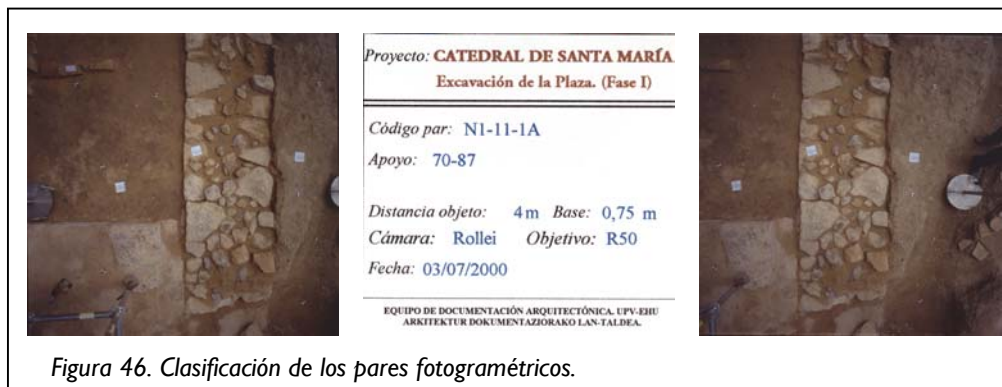 Proyecto: CATEDRAL DE SANTA MARÍA.
Excavación de la Plaza. (Fase I)
Código par: N1-11-1A
Apoyo: 70-87
Distancia objeto: 4 m Base: 0,75 m
Cámara: Rollei Objetivo: R50
Fecha: 03/07/2000
EQUIPO DE DOCUMENTACIÓN ARQUITECTÓNICA. UPV-EHU
ARKITEKTUR DOKUMENTAZIORAKO LAN-TALDEA.
Figura 46. Clasificación de los pares fotogramétricos.